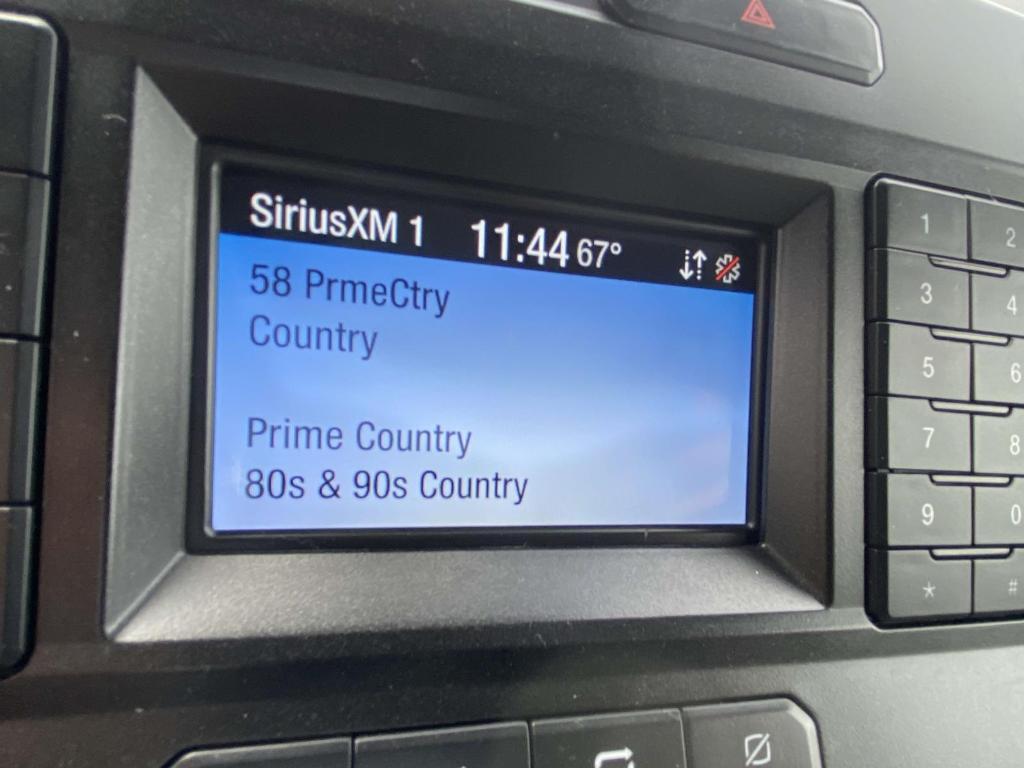 SiriusXM 1 11:44 67°
58 PrmeCtry
Country
Prime Country
80s & 90s Country
1 2
3 4
5 6
7 8
9 0
* #